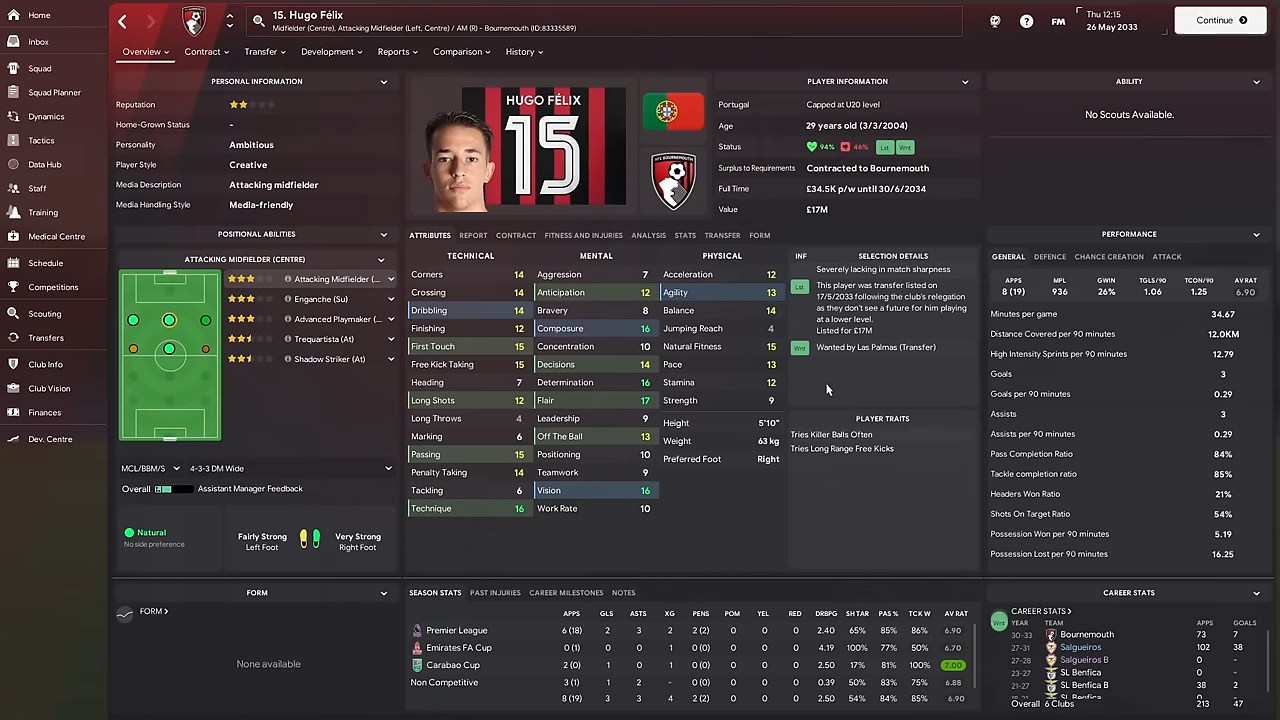 Home
15. Hugo Félix
Midfielder (Centre), Attacking Midfielder (Left, Centre) / AM (R) - Bournemouth (ID:83335589)
FM
Thu 12:15
26 May 2033
Continue
Inbox
Squad
Squad Planner
Dynamics
Tactics
Data Hub
Staff
Training
Medical Centre
Schedule
Competitions
Scouting
Transfers
Club Info
Club Vision
Finances
Dev. Centre
Overview
Contract
Transfer
Development
Reports
Comparison
History
PERSONAL INFORMATION
Reputation
Home-Grown Status -
Personality Ambitious
Player Style Creative
Media Description Attacking midfielder
Media Handling Style Media-friendly
HUGO FÉLIX
15
AFC BOURNEMOUTH
PLAYER INFORMATION
Portugal Capped at U20 level
Age 29 years old (3/3/2004)
Status 94% 46% Lst Wnt
Surplus to Requirements Contracted to Bournemouth
Full Time £34.5K p/w until 30/6/2034
Value £17M
ABILITY
No Scouts Available.
POSITIONAL ABILITIES
ATTACKING MIDFIELDER (CENTRE)
Attacking Midfielder (...
Enganche (Su)
Advanced Playmaker (...
Trequartista (At)
Shadow Striker (At)
MCL/BBM/S 4-3-3 DM Wide
Overall Assistant Manager Feedback
Natural
No side preference
Fairly Strong
Left Foot
Very Strong
Right Foot
ATTRIBUTES REPORT CONTRACT FITNESS AND INJURIES ANALYSIS STATS TRANSFER FORM
TECHNICAL
Corners 14
Crossing 14
Dribbling 14
Finishing 12
First Touch 15
Free Kick Taking 15
Heading 7
Long Shots 12
Long Throws 4
Marking 6
Passing 15
Penalty Taking 14
Tackling 6
Technique 16
MENTAL
Aggression 7
Anticipation 12
Bravery 8
Composure 16
Concentration 10
Decisions 14
Determination 16
Flair 17
Leadership 9
Off The Ball 13
Positioning 10
Teamwork 9
Vision 16
Work Rate 10
PHYSICAL
Acceleration 12
Agility 13
Balance 14
Jumping Reach 4
Natural Fitness 15
Pace 13
Stamina 12
Strength 9
Height 5'10"
Weight 63 kg
Preferred Foot Right
INF SELECTION DETAILS
Severely lacking in match sharpness
Lst
This player was transfer listed on
17/5/2033 following the club's relegation
as they don't see a future for him playing
at a lower level.
Listed for £17M
Wnt Wanted by Las Palmas (Transfer)
PLAYER TRAITS
Tries Killer Balls Often
Tries Long Range Free Kicks
PERFORMANCE
GENERAL DEFENCE CHANCE CREATION ATTACK
APPS MPL GWIN TGLS/90 TCON/90 AV RAT
8 (19) 936 26% 1.06 1.25 6.90
Minutes per game 34.67
Distance Covered per 90 minutes 12.0KM
High Intensity Sprints per 90 minutes 12.79
Goals 3
Goals per 90 minutes 0.29
Assists 3
Assists per 90 minutes 0.29
Pass Completion Ratio 84%
Tackle completion ratio 85%
Headers Won Ratio 21%
Shots On Target Ratio 54%
Possession Won per 90 minutes 5.19
Possession Lost per 90 minutes 16.25
FORM
FORM >
None available
SEASON STATS PAST INJURIES CAREER MILESTONES NOTES
APPS GLS ASTS XG PENS POM YEL RED DRBPG SH TAR PAS % TCK W AV RAT
Premier League 6 (18) 2 3 2 2 (2) 0 0 0 2.40 65% 85% 86% 6.90
Emirates FA Cup 0 (1) 0 0 1 0 (0) 0 0 0 4.19 100% 77% 50% 6.70
Carabao Cup 2 (0) 1 0 1 0 (0) 0 0 0 2.50 17% 81% 100% 7.00
Non Competitive 3 (1) 1 2 - 0 (0) 0 0 0 0.39 50% 83% 75% 6.88
8 (19) 3 3 4 2 (2) 0 0 0 2.50 54% 84% 85% 6.90
CAREER STATS
Wnt
CAREER STATS >
YEAR TEAM APPS GOALS
30-33 Bournemouth 73 7
27-31 Salgueiros 102 38
27-28 Salgueiros B 0 -
23-27 SL Benfica 0 -
21-27 SL Benfica B 38 2
SL Benfica 0 -
Overall 6 Clubs 213 47